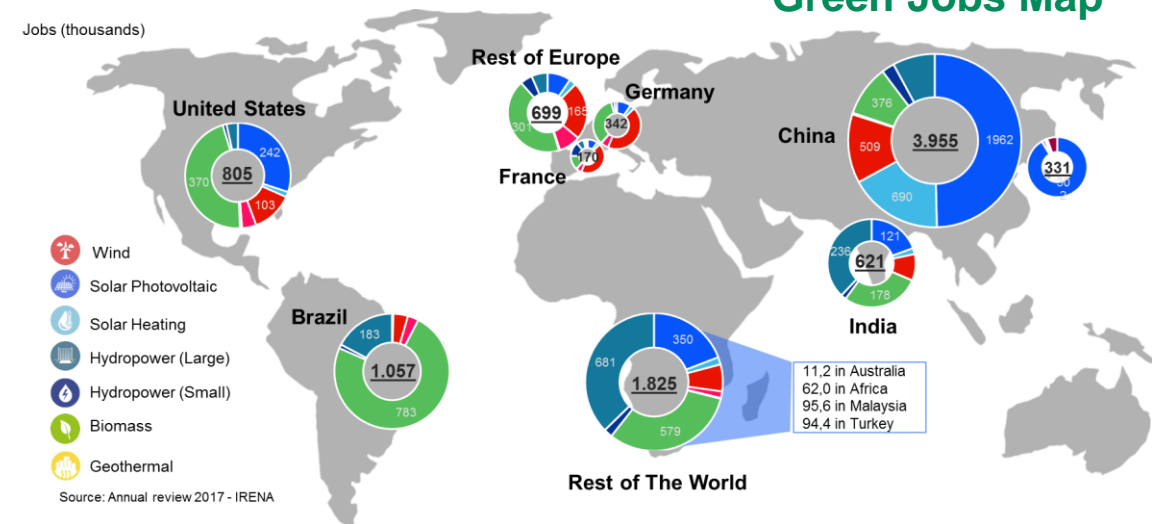 Green Jobs Map
Jobs (thousands)
Rest of Europe
699
165
301
Germany
342
France
170
United States
805
242
103
370
China
3.955
1962
690
509
376
331
India
621
121
178
236
Wind
Solar Photovoltaic
Solar Heating
Hydropower (Large)
Hydropower (Small)
Biomass
Geothermal
Brazil
1.057
183
783
Rest of The World
1.825
350
579
681
11,2 in Australia
62,0 in Africa
95,6 in Malaysia
94,4 in Turkey
Source: Annual review 2017 - IRENA